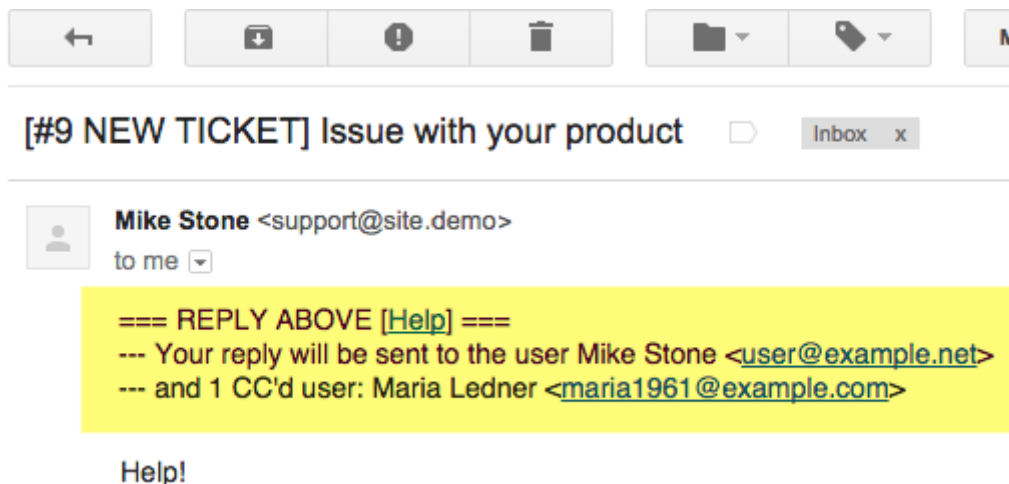 [#9 NEW TICKET] Issue with your product
Inbox x
Mike Stone <support@site.demo>
to me
=== REPLY ABOVE [Help] ===
--- Your reply will be sent to the user Mike Stone <user@example.net>
--- and 1 CC'd user: Maria Ledner <maria1961@example.com>
Help!